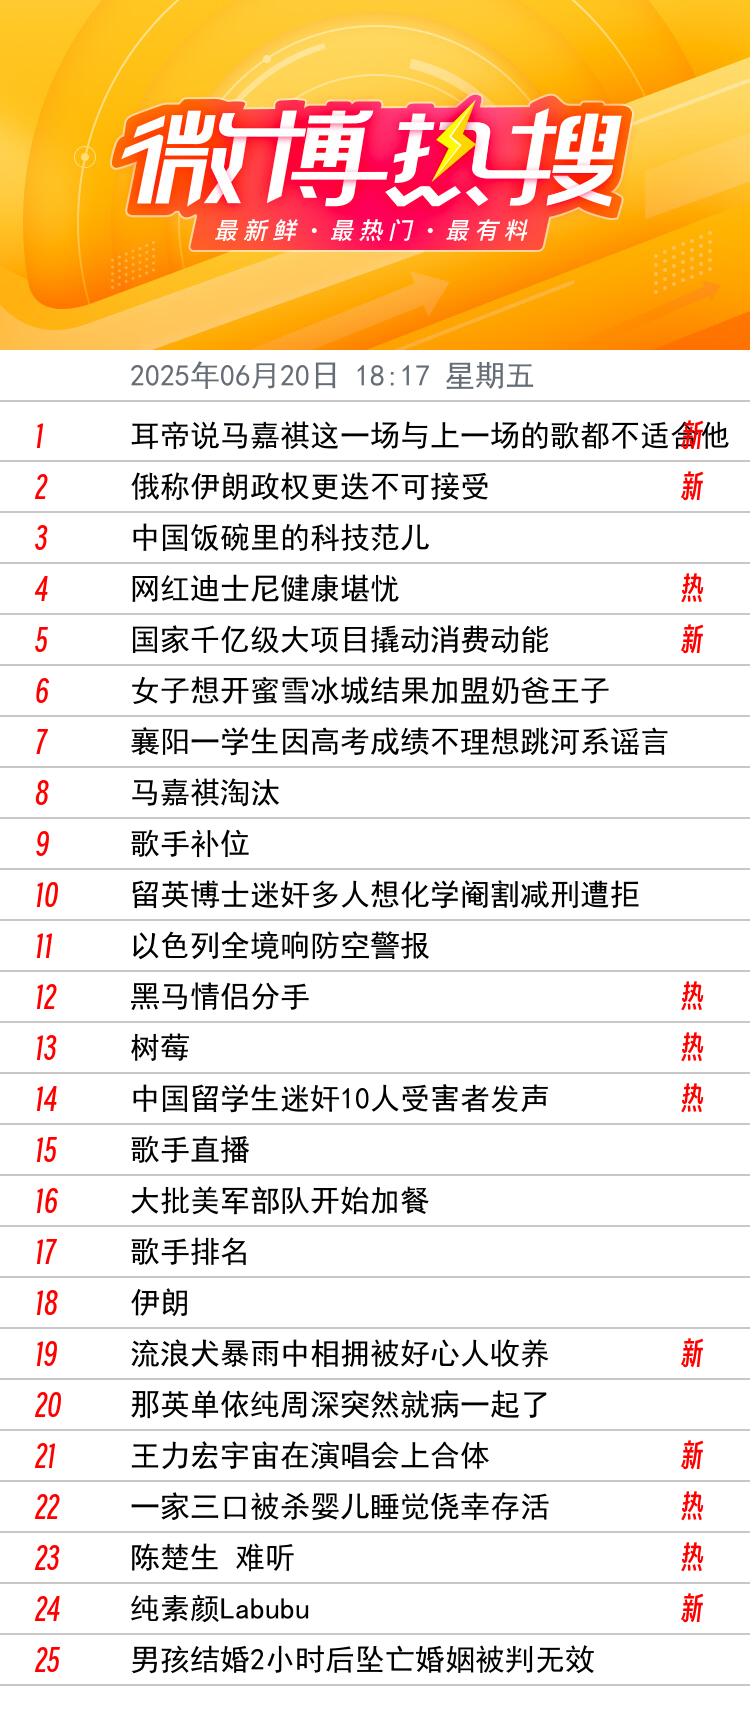 微博热搜
最新鲜·最热门·最有料
2025年06月20日 18:17 星期五
1 耳帝说马嘉祺这一场与上一场的歌都不适合他 新
2 俄称伊朗政权更迭不可接受 新
3 中国饭碗里的科技范儿
4 网红迪士尼健康堪忧 热
5 国家千亿级大项目撬动消费动能 新
6 女子想开蜜雪冰城结果加盟奶爸王子
7 襄阳一学生因高考成绩不理想跳河系谣言
8 马嘉祺淘汰
9 歌手补位
10 留英博士迷奸多人想化学阉割减刑遭拒
11 以色列全境响防空警报
12 黑马情侣分手 热
13 树莓 热
14 中国留学生迷奸10人受害者发声 热
15 歌手直播
16 大批美军部队开始加餐
17 歌手排名
18 伊朗
19 流浪犬暴雨中相拥被好心人收养 新
20 那英单依纯周深突然就病一起了
21 王力宏宇宙在演唱会上合体 新
22 一家三口被杀婴儿睡觉侥幸存活 热
23 陈楚生 难听 热
24 纯素颜Labubu 新
25 男孩结婚2小时后坠亡婚姻被判无效